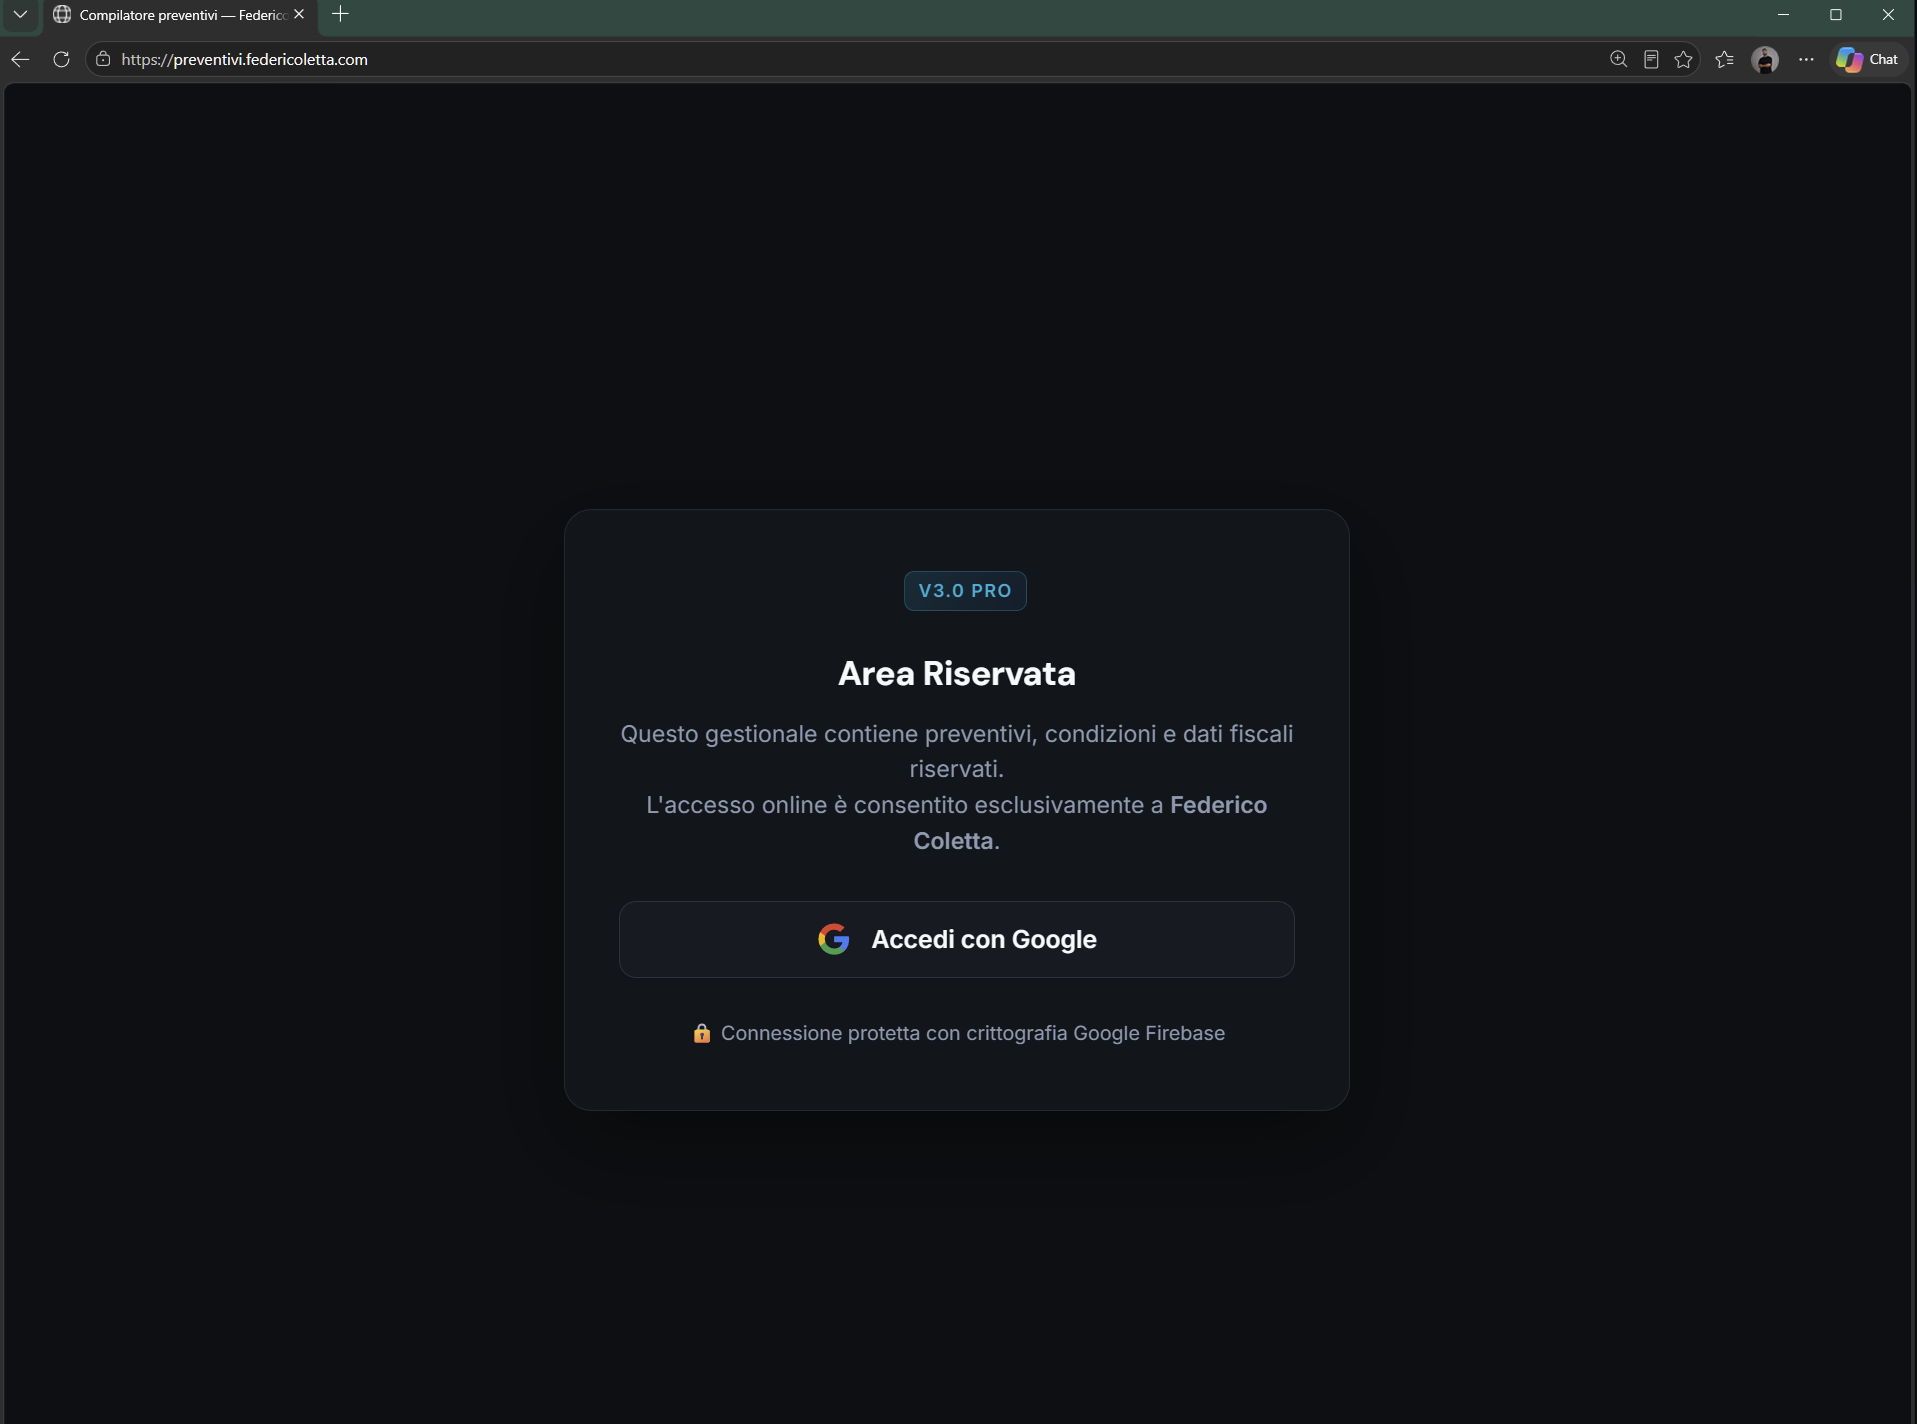 Compilatore preventivi — Federico
https://preventivi.federicoletta.com
Chat
V3.0 PRO
Area Riservata
Questo gestionale contiene preventivi, condizioni e dati fiscali
riservati.
L'accesso online è consentito esclusivamente a Federico
Coletta.
Accedi con Google
Connessione protetta con crittografia Google Firebase